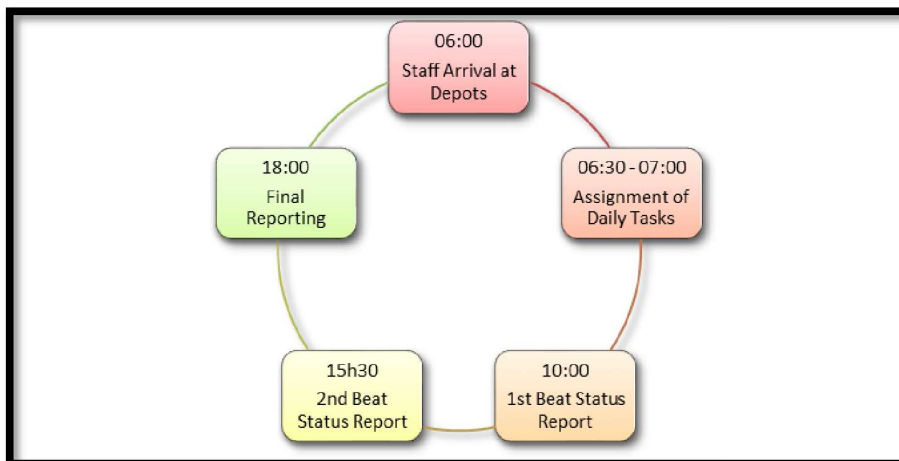 06:00
Staff Arrival at
Depots
06:30 - 07:00
Assignment of
Daily Tasks
10:00
1st Beat Status
Report
15h30
2nd Beat
Status Report
18:00
Final
Reporting